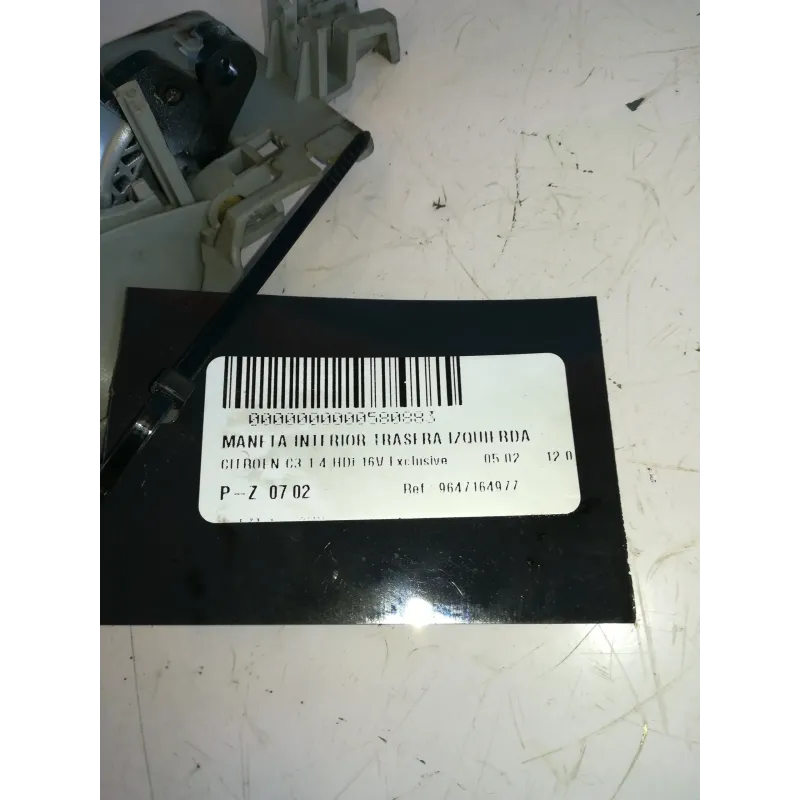 0000000000580883
MANETA INTERIOR TRASERA IZQUIERDA
CITROEN C3 1.4 HDi 16V Exclusive 05.02 12.0
P--Z 07 02 Ref. 9647164977